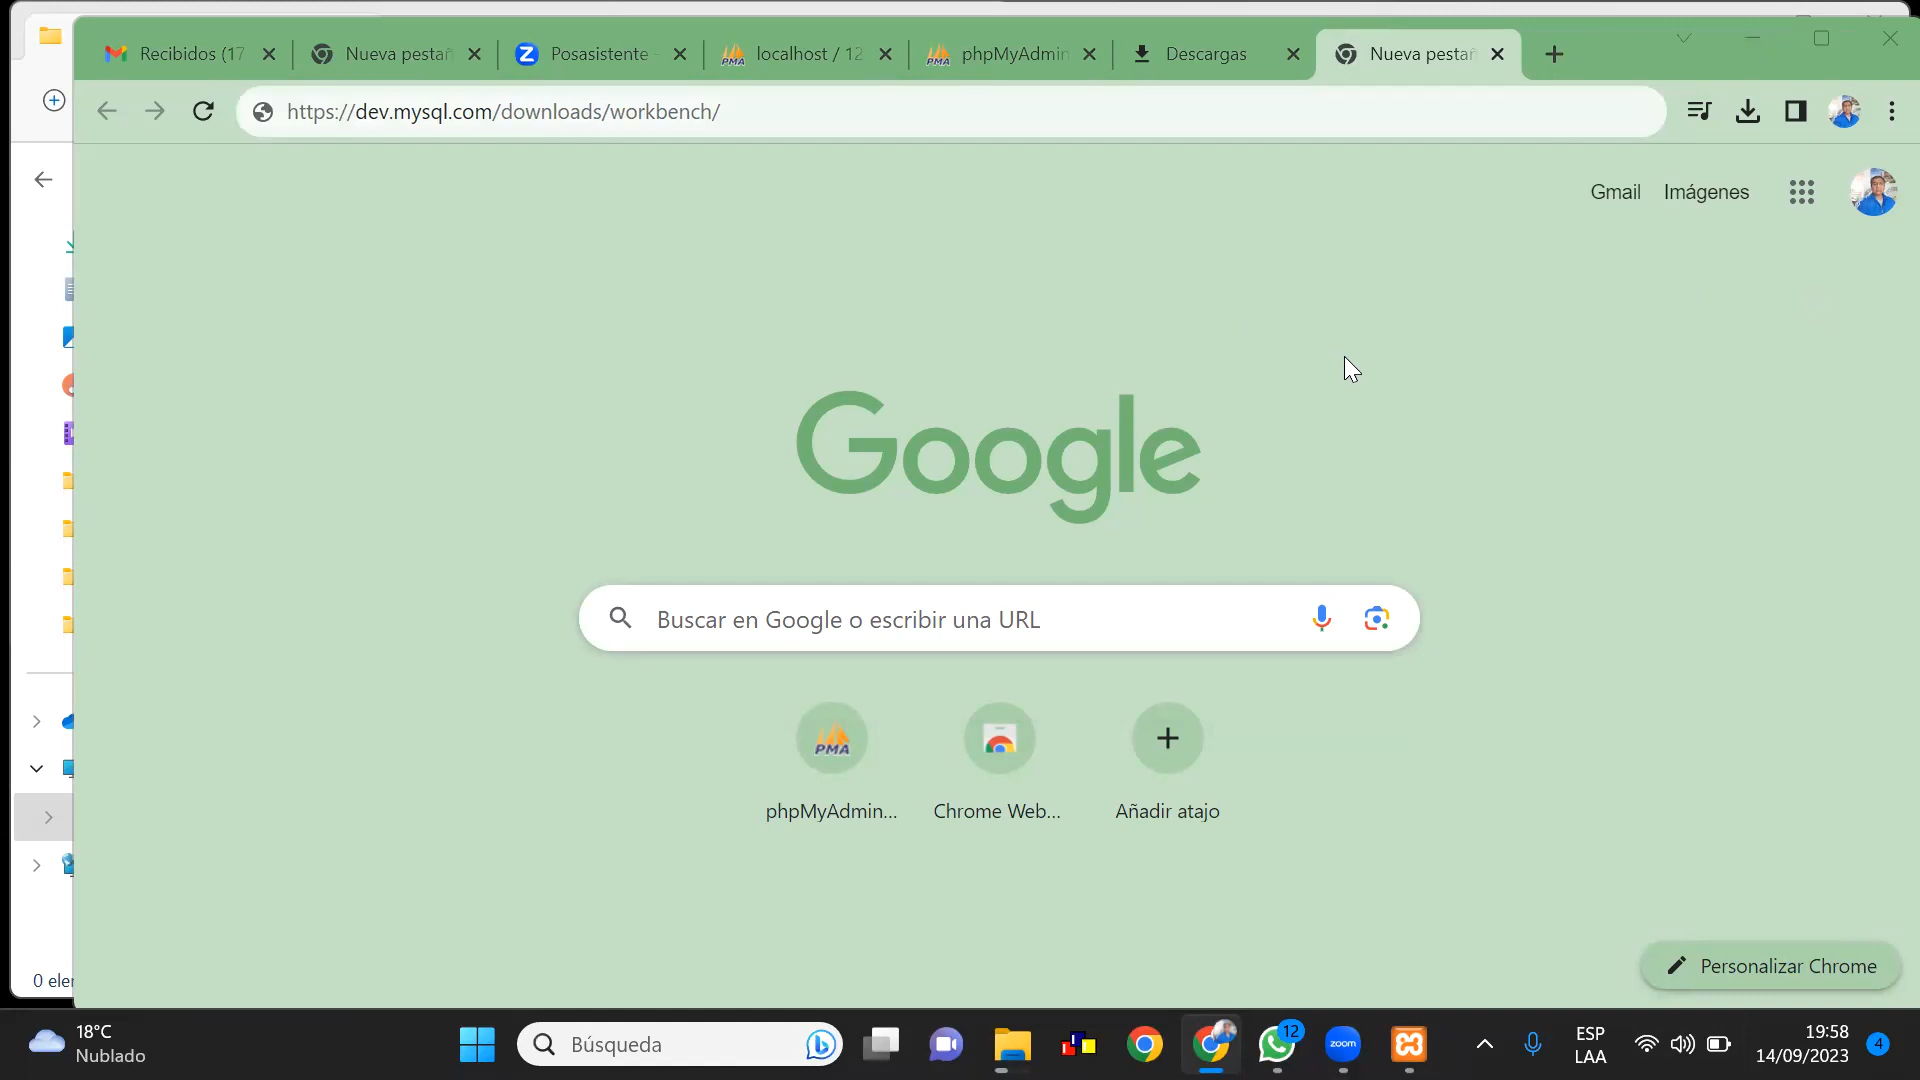 Recibidos (17
Nueva pestañ
Posasistente -
localhost / 12
phpMyAdmin
Descargas
Nueva pestañ
https://dev.mysql.com/downloads/workbench/
Gmail
Imágenes
Google
Buscar en Google o escribir una URL
PMA
phpMyAdmin...
Chrome Web...
Añadir atajo
0 eler
Personalizar Chrome
18°C
Nublado
Búsqueda
12
zoom
ESP
LAA
19:58
14/09/2023
4